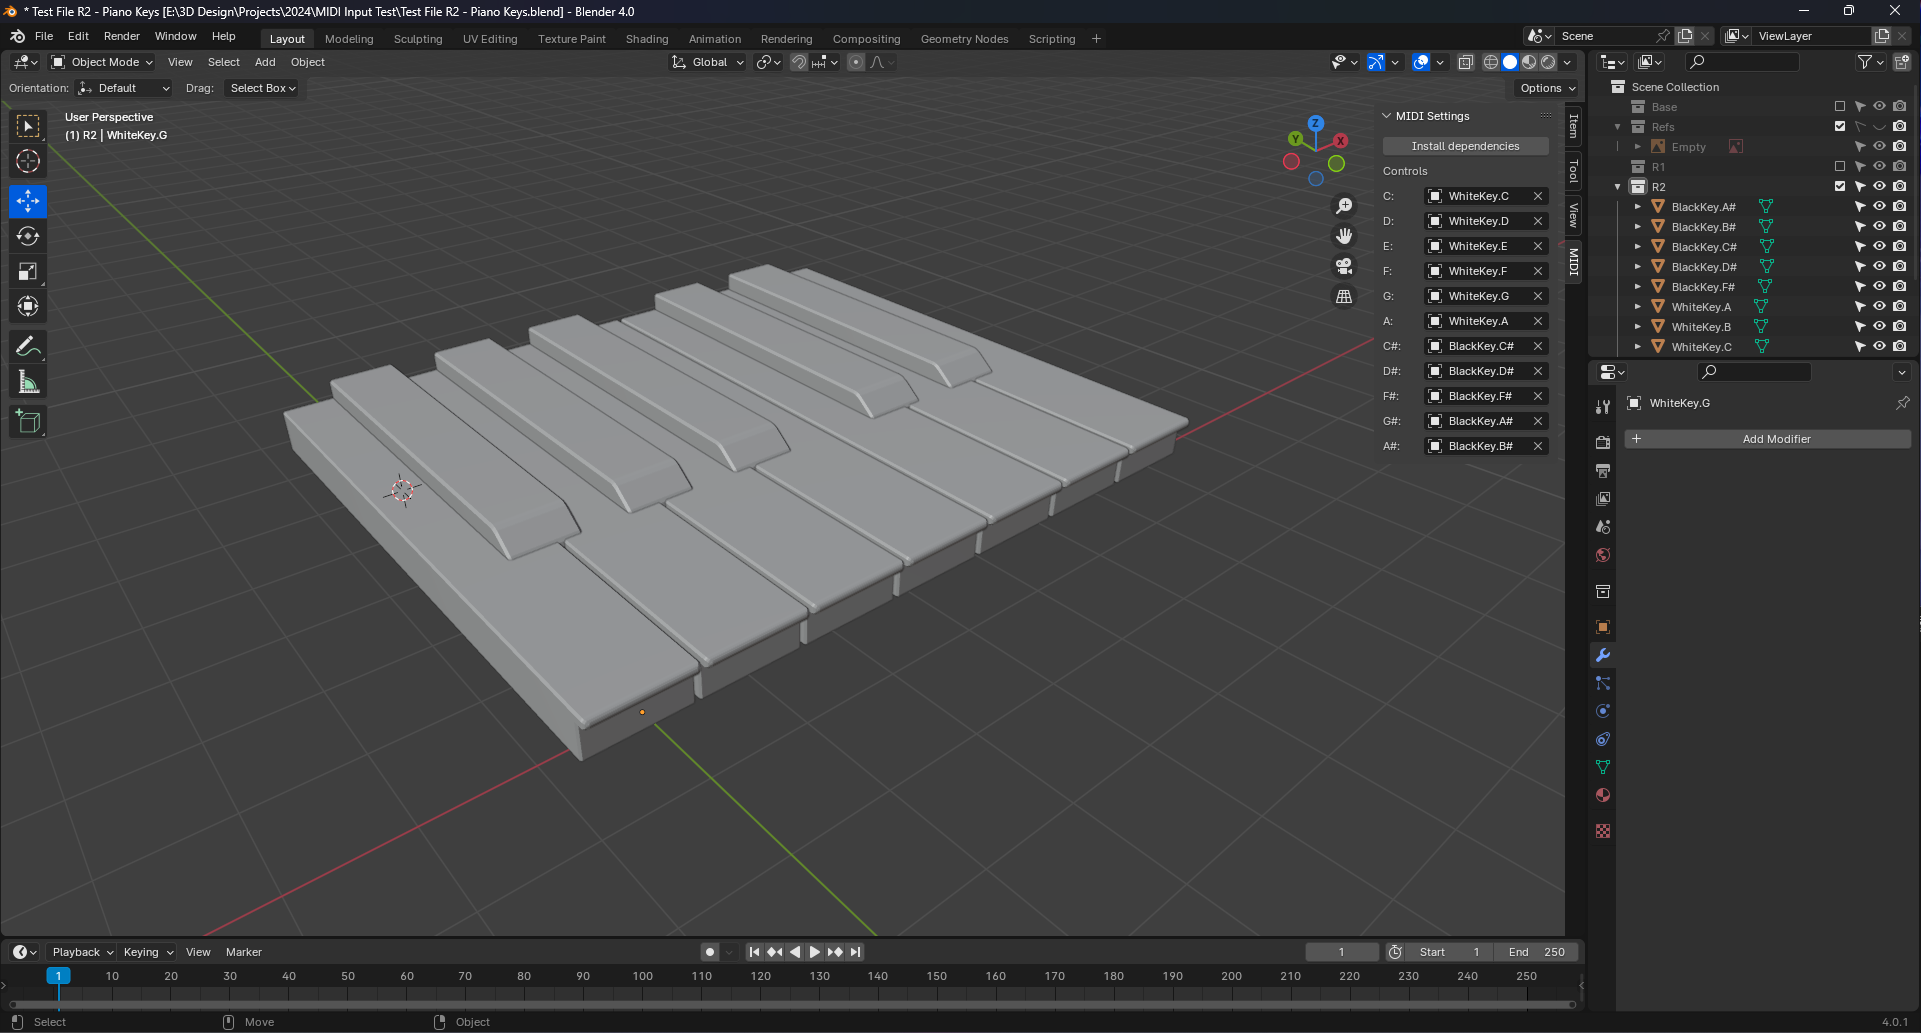 * Test File R2 - Piano Keys [E:\3D Design\Projects\2024\MIDI Input Test\Test File R2 - Piano Keys.blend] - Blender 4.0
File Edit Render Window Help Layout Modeling Sculpting UV Editing Texture Paint Shading Animation Rendering Compositing Geometry Nodes Scripting + Scene ViewLayer
Object Mode View Select Add Object Global
Orientation: Default Drag: Select Box Options
User Perspective
(1) R2 | WhiteKey.G
Z
Y
X
MIDI Settings
Install dependencies
Controls
C: WhiteKey.C
D: WhiteKey.D
E: WhiteKey.E
F: WhiteKey.F
G: WhiteKey.G
A: WhiteKey.A
C#: BlackKey.C#
D#: BlackKey.D#
F#: BlackKey.F#
G#: BlackKey.A#
A#: BlackKey.B#
Item
Tool
View
MIDI
Scene Collection
Base
Refs
Empty
R1
R2
BlackKey.A#
BlackKey.B#
BlackKey.C#
BlackKey.D#
BlackKey.F#
WhiteKey.A
WhiteKey.B
WhiteKey.C
WhiteKey.G
+ Add Modifier
Playback Keying View Marker 1 Start 1 End 250
1 10 20 30 40 50 60 70 80 90 100 110 120 130 140 150 160 170 180 190 200 210 220 230 240 250
Select Move Object 4.0.1